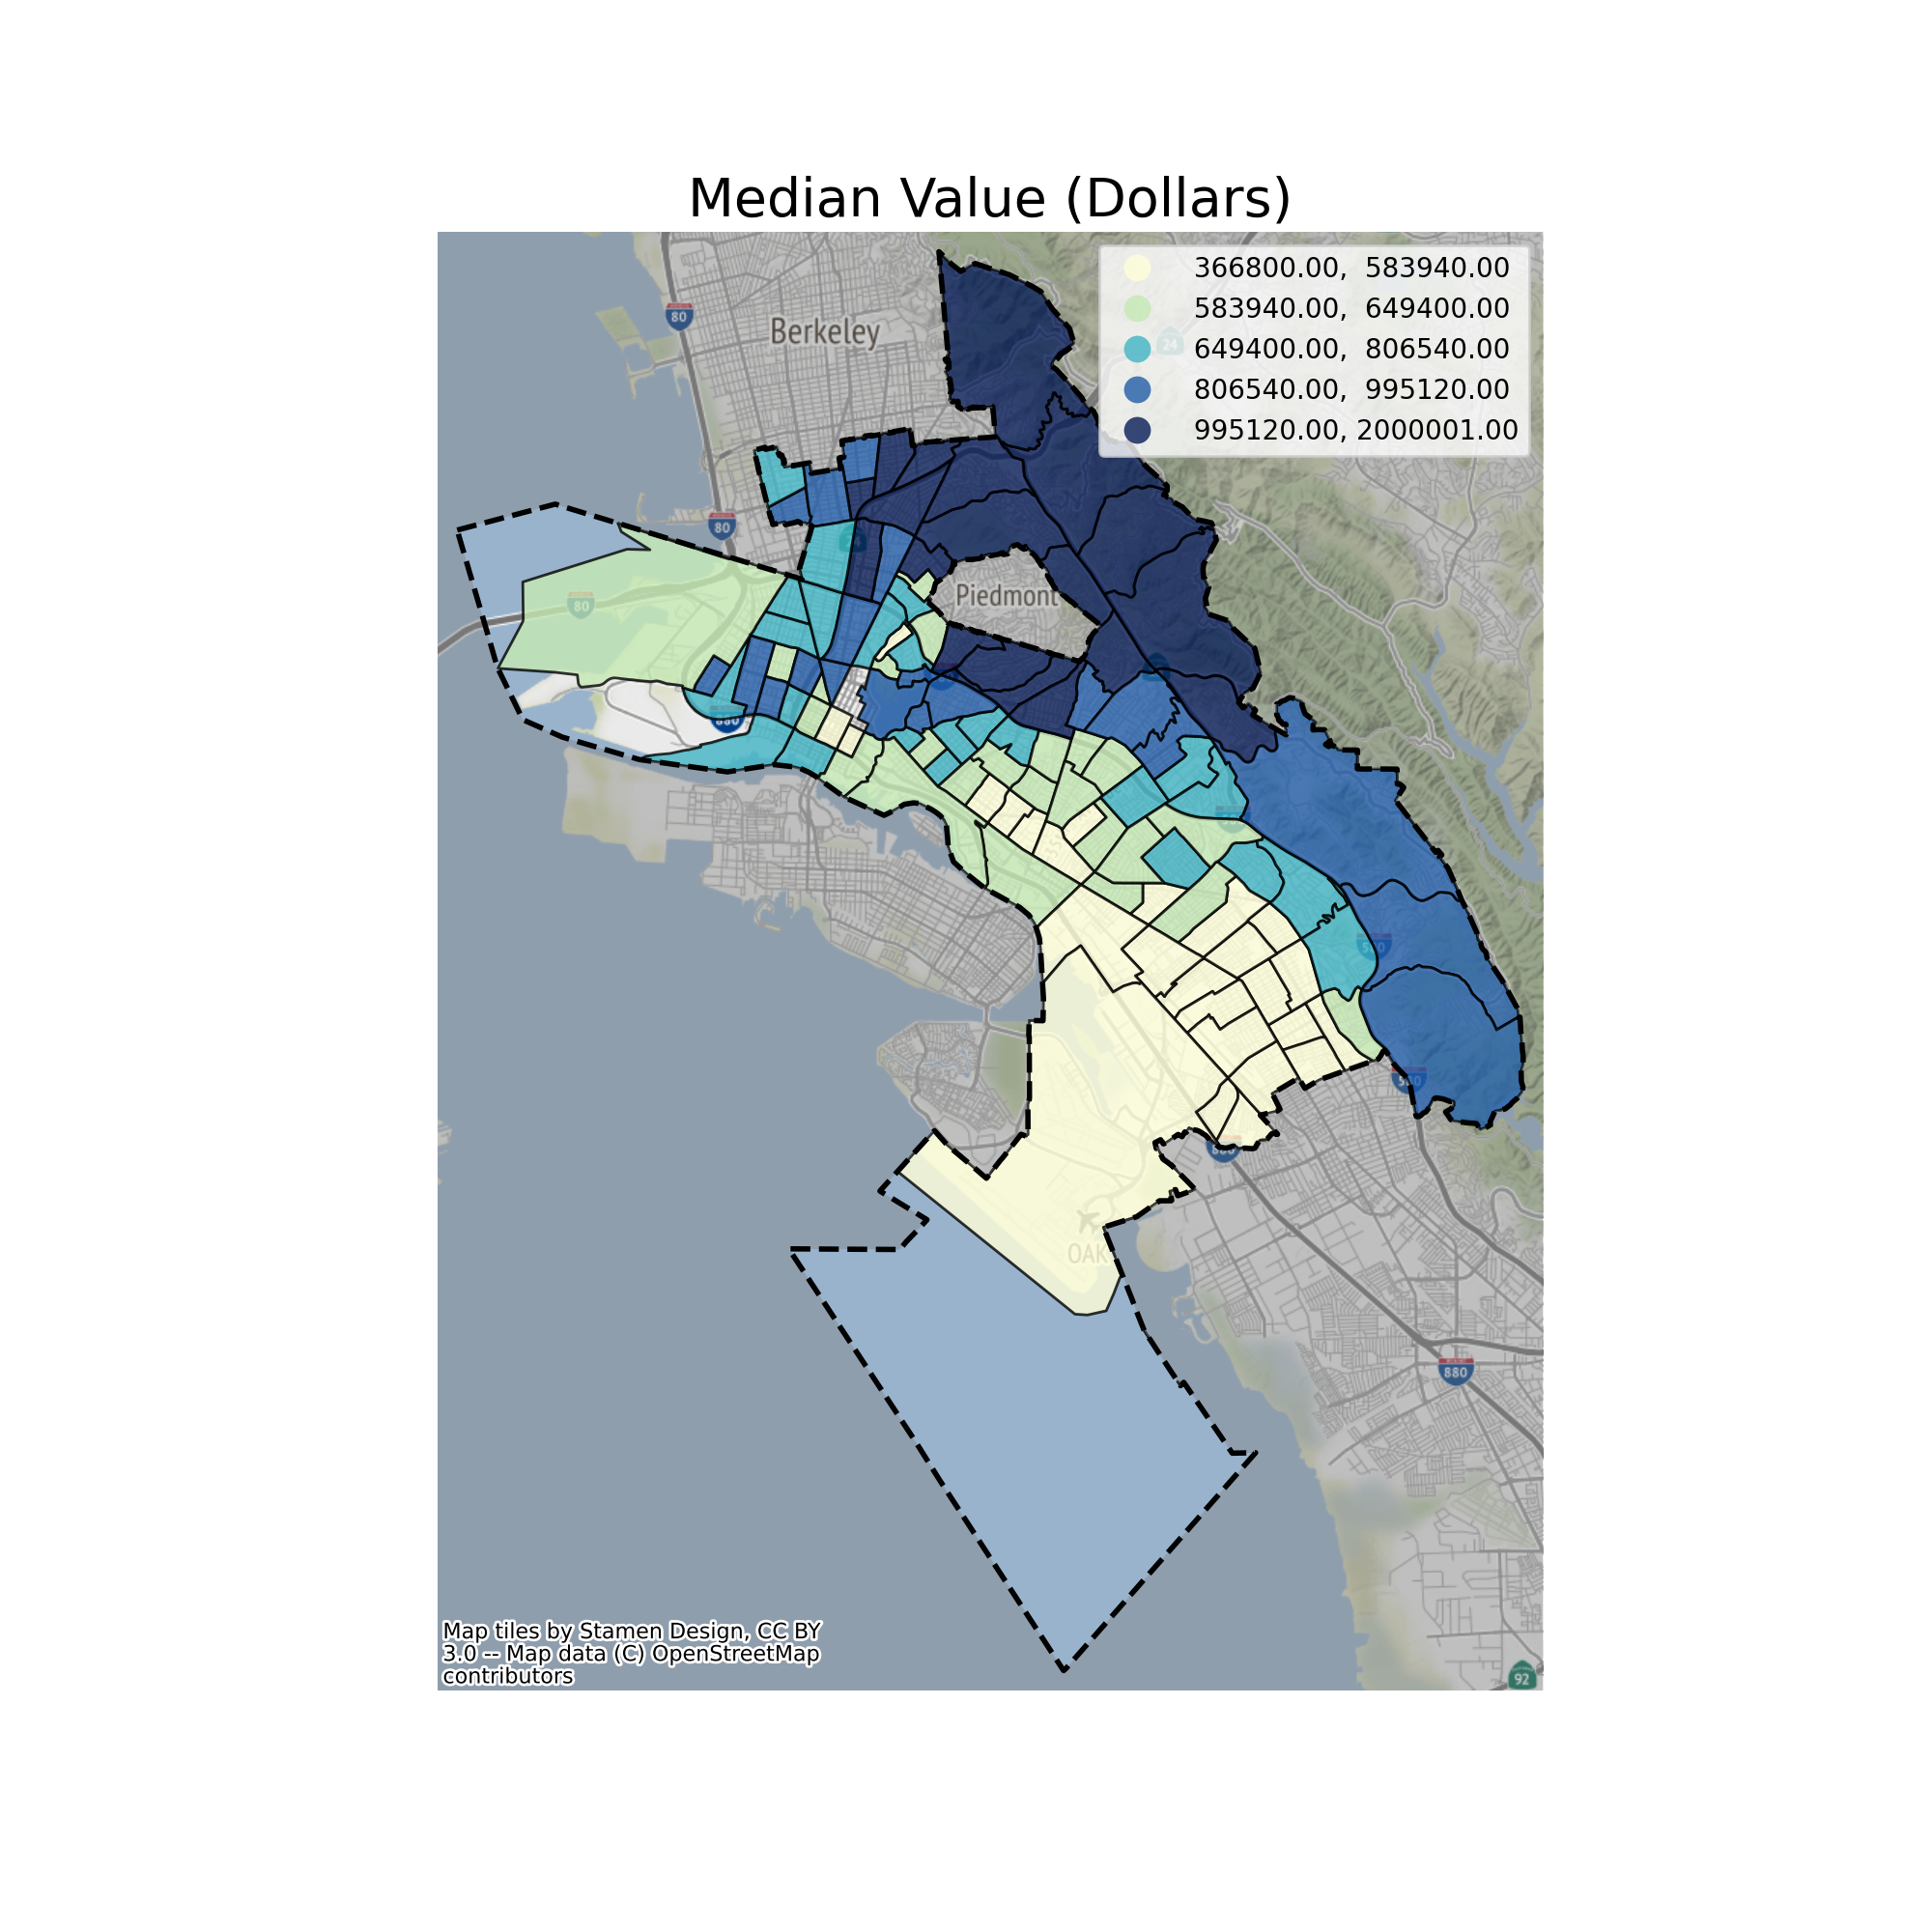 Median Value (Dollars)
366800.00, 583940.00
583940.00, 649400.00
649400.00, 806540.00
806540.00, 995120.00
995120.00, 2000001.00
24
80
Berkeley
80
80
Piedmont
880
580
580
880
OAK
880
92
Map tiles by Stamen Design, CC BY
3.0 -- Map data (C) OpenStreetMap
contributors